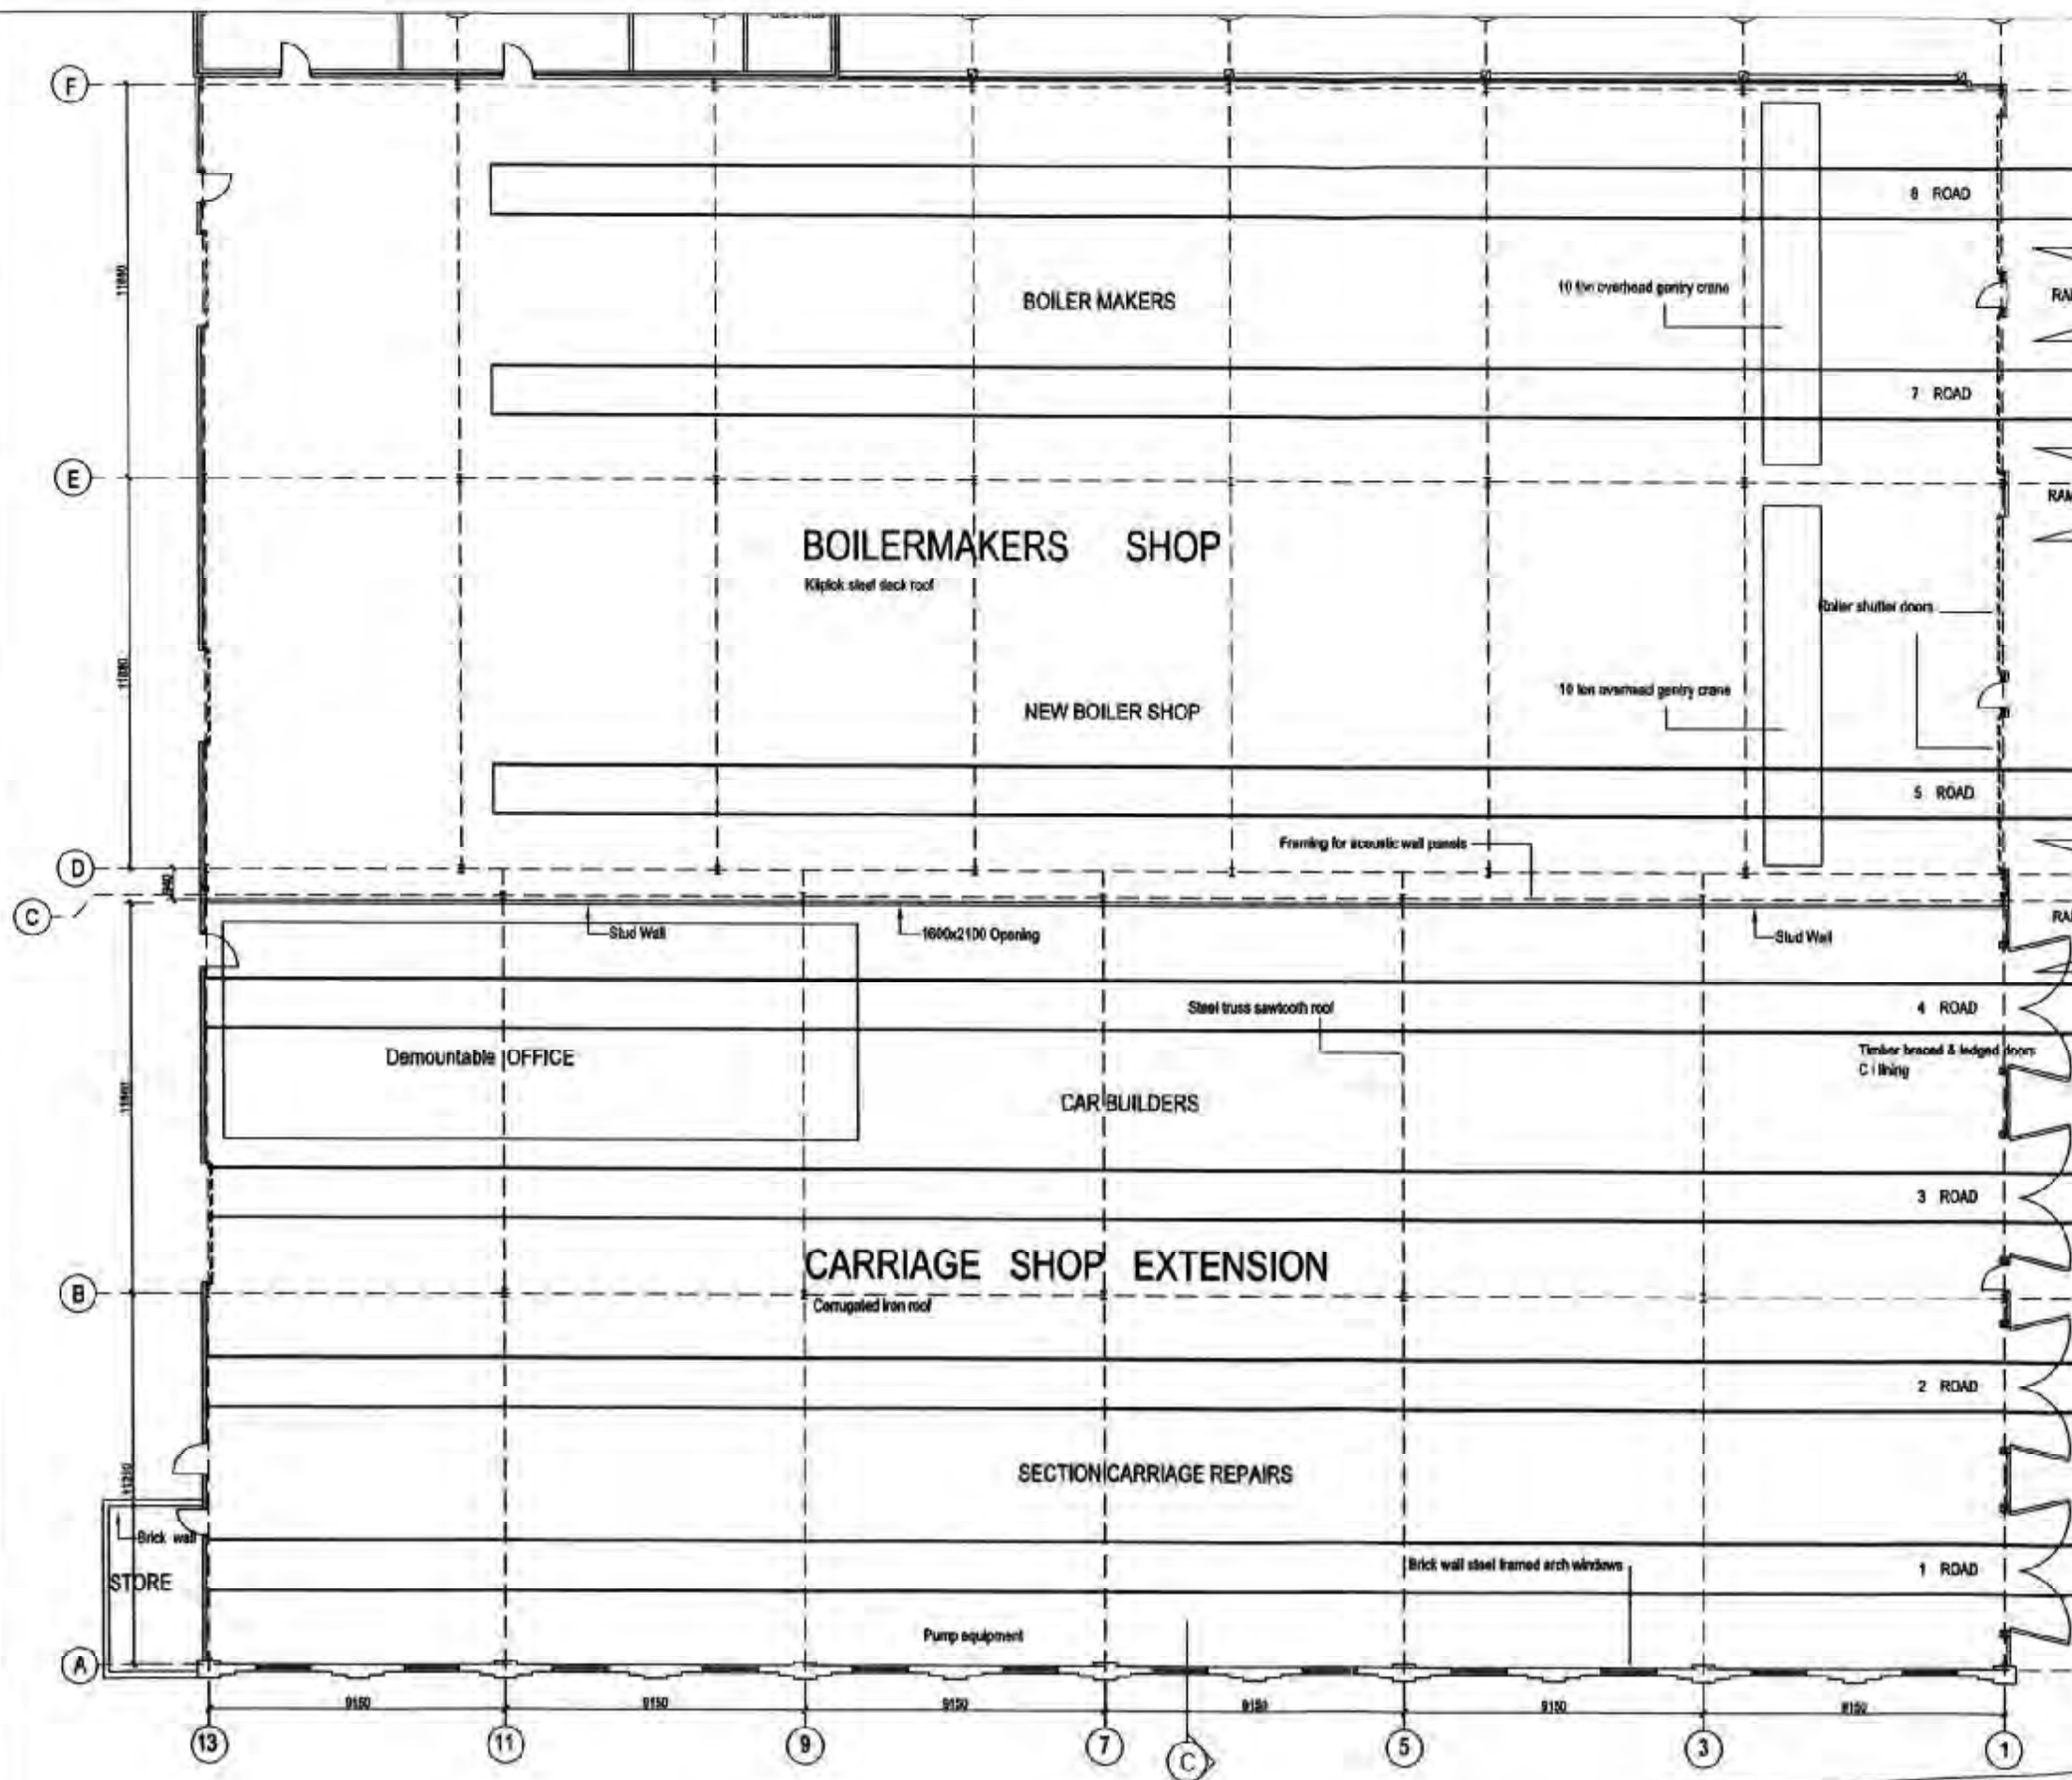 F
8 ROAD
BOILER MAKERS
10 ton overhead gantry crane
7 ROAD
E
BOILERMAKERS SHOP
Kliplok steel deck roof
Roller shutter doors
10 ton overhead gantry crane
NEW BOILER SHOP
5 ROAD
Framing for acoustic wall panels
D
C
Stud Wall
1600x2100 Opening
Stud Wall
Steel truss sawtooth roof
4 ROAD
Demountable OFFICE
Timber braced & ledged doors
C I lining
CAR BUILDERS
3 ROAD
CARRIAGE SHOP EXTENSION
B
Corrugated iron roof
2 ROAD
SECTION CARRIAGE REPAIRS
Brick wall
STORE
Brick wall steel framed arch windows
1 ROAD
Pump equipment
A
9150 9150 9150 9150 9150 9150
13 11 9 7 C 5 3 1